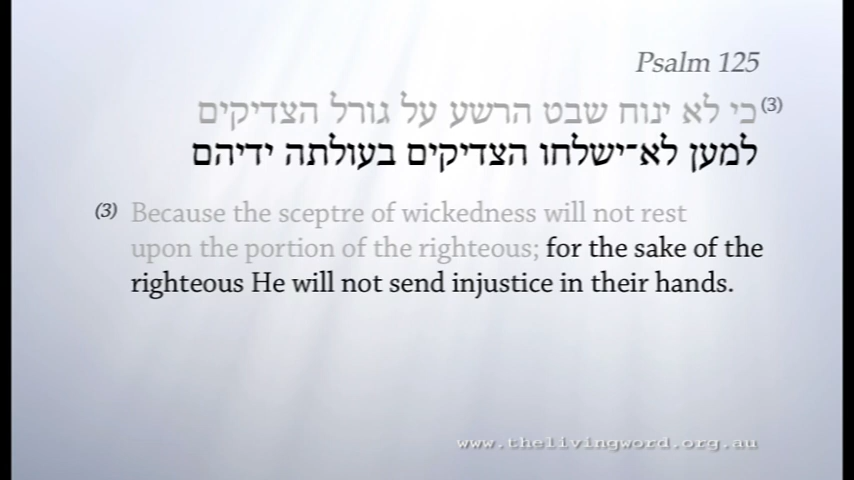 Psalm 125
(3) כי לא ינוח שבט הרשע על גורל הצדיקים
למען לא־ישלחו הצדיקים בעולתה ידיהם
(3) Because the sceptre of wickedness will not rest
upon the portion of the righteous; for the sake of the
righteous He will not send injustice in their hands.
www.thelivingword.org.au